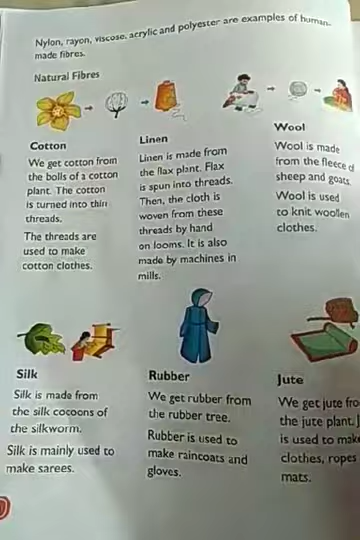 Nylon, rayon, viscose, acrylic and polyester are examples of human-
made fibres.
Natural Fibres
Cotton
We get cotton from
the bolls of a cotton
plant. The cotton
is turned into thin
threads.
The threads are
used to make
cotton clothes.
Linen
Linen is made from
the flax plant. Flax
is spun into threads.
Then, the cloth is
woven from these
threads by hand
on looms. It is also
made by machines in
mills.
Wool
Wool is made
from the fleece
sheep and goats.
Wool is used
to knit woollen
clothes.
Silk
Silk is made from
the silk cocoons of
the silkworm.
Silk is mainly used to
make sarees.
Rubber
We get rubber from
the rubber tree.
Rubber is used to
make raincoats and
gloves.
Jute
We get jute
the jute plant.
is used to
clothes, ropes
mats.